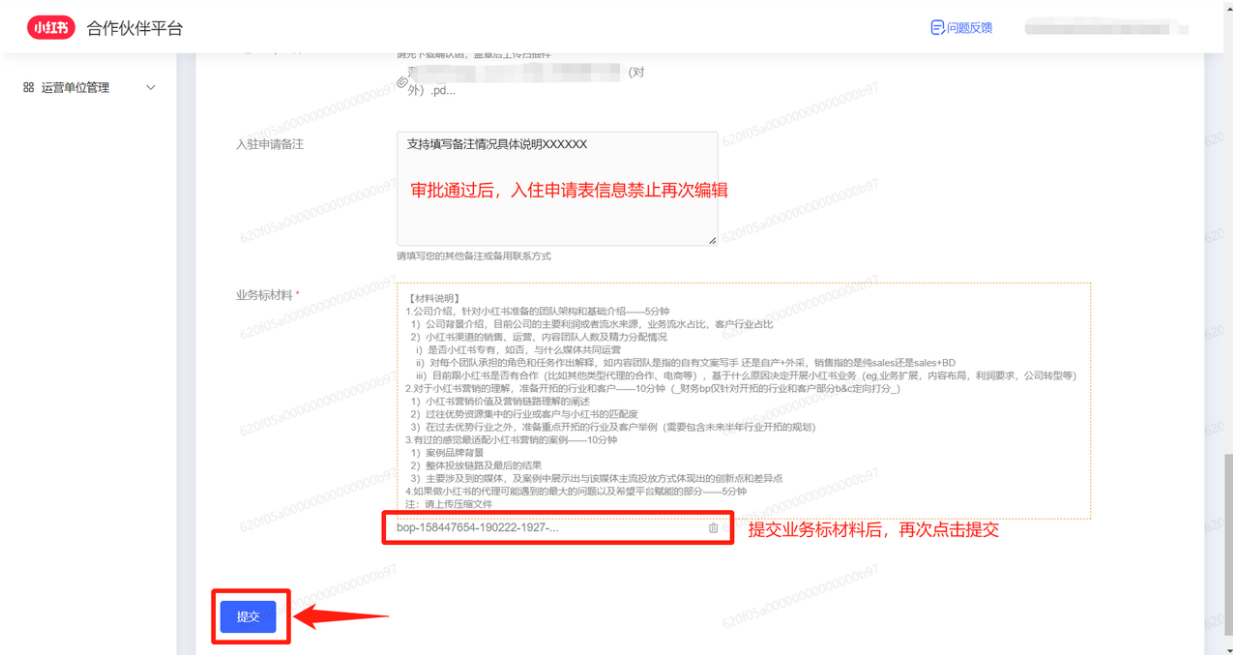 小红书 合作伙伴平台
问题反馈
运营单位管理
请先下载确认函，盖章后上传扫描件
(对
外）.pd...
入驻申请备注
支持填写备注情况具体说明XXXXXX
审批通过后，入住申请表信息禁止再次编辑
请填写您的其他备注或备用联系方式
业务标材料 *
【材料说明】
1.公司介绍，针对小红书准备的团队架构和基础介绍——5分钟
1）公司背景介绍，目前公司的主要利润或者流水来源，业务流水占比，客户行业占比
2）小红书渠道的销售、运营、内容团队人数及精力分配情况
i）是否小红书专有，如否，与什么媒体共同运营
ii）对每个团队承担的角色和任务作出解释，如内容团队是指的自有文案写手 还是自产+外采，销售指的是纯sales还是sales+BD
iii）目前跟小红书是否有合作（比如其他类型代理的合作、电商等），基于什么原因决定开展小红书业务（eg,业务扩展，内容布局，利润要求，公司转型等）
2.对于小红书营销的理解，准备开拓的行业和客户——10分钟（_财务bp仅针对开拓的行业和客户部分b&c定向打分_）
1）小红书营销价值及营销链路理解的阐述
2）过往优势资源集中的行业或客户与小红书的匹配度
3）在过去优势行业之外，准备重点开拓的行业及客户举例（需要包含未来半年行业开拓的规划）
3.有过的感觉最适配小红书营销的案例——10分钟
1）案例品牌背景
2）整体投放链路及最后的结果
3）主要涉及到的媒体，及案例中展示出与该媒体主流投放方式体现出的创新点和差异点
4.如果做小红书的代理可能遇到的最大的问题以及希望平台赋能的部分——5分钟
注：请上传压缩文件
bop-158447654-190222-1927-...
提交业务标材料后，再次点击提交
提交